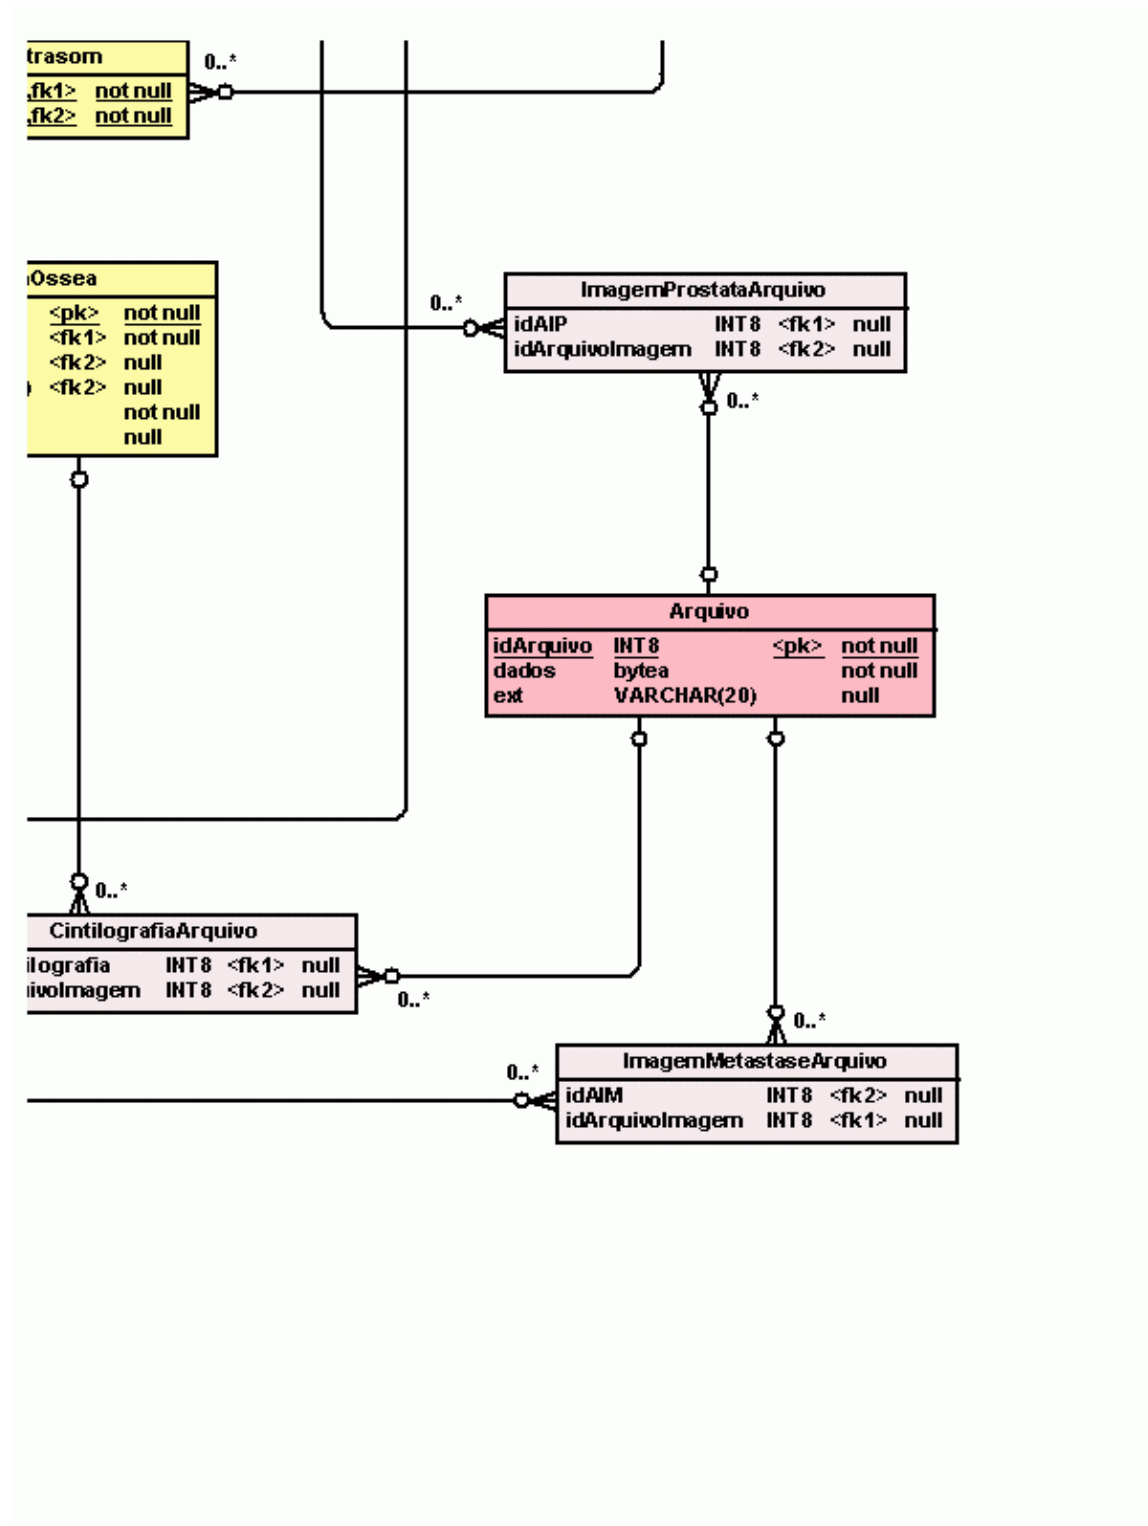 trasom
0..*
,fk1> not null
,fk2> not null
Ossea
<pk> not null
<fk1> not null
<fk2> null
) <fk2> null
not null
null
0..*
ImagemProstataArquivo
idAIP INT8 <fk1> null
idArquivoImagem INT8 <fk2> null
0..*
Arquivo
idArquivo INT8 <pk> not null
dados bytea not null
ext VARCHAR(20) null
0..*
CintilografiaArquivo
ilografia INT8 <fk1> null
ivoImagem INT8 <fk2> null
0..*
0..*
ImagemMetastaseArquivo
0..*
idAIM INT8 <fk2> null
idArquivoImagem INT8 <fk1> null